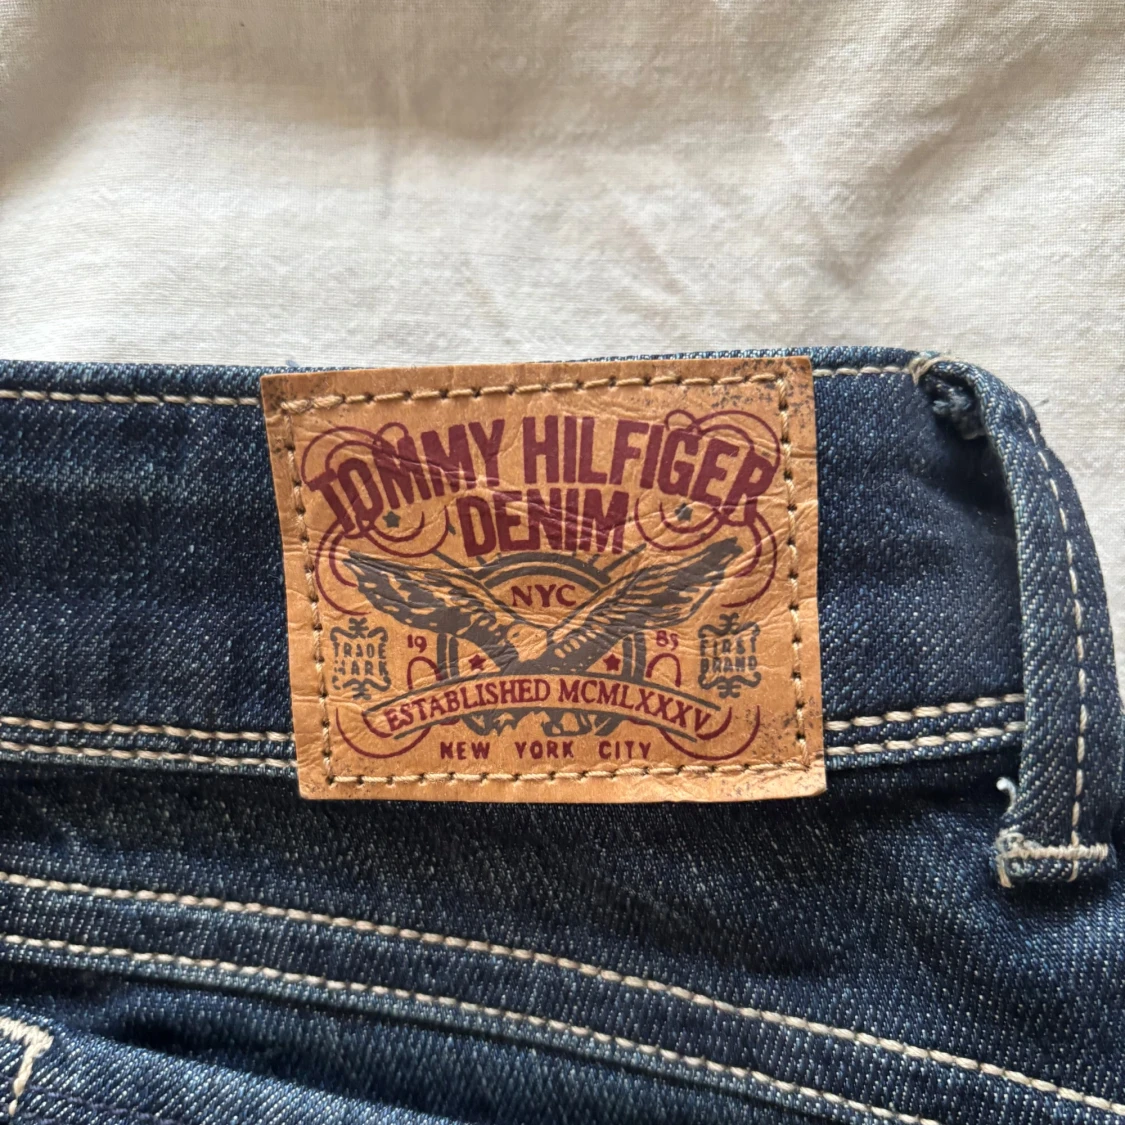 TOMMY HILFIGER
DENIM
NYC
19 85
TRADE
MARK
FIRST
BRAND
ESTABLISHED MCMLXXXV
NEW YORK CITY